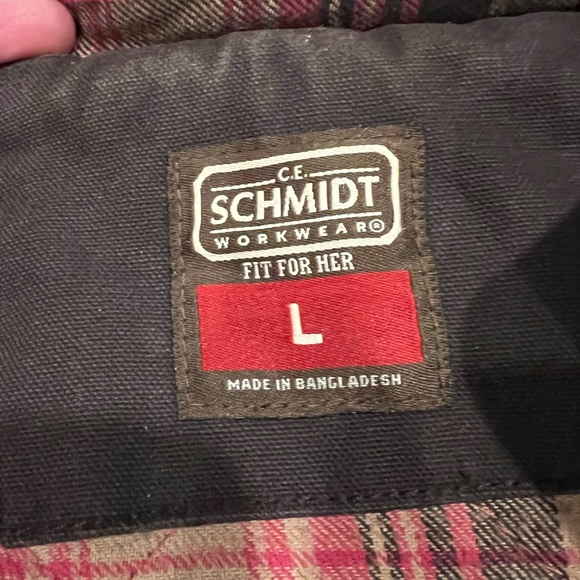 C.E.
SCHMIDT
WORKWEAR®
FIT FOR HER
L
MADE IN BANGLADESH